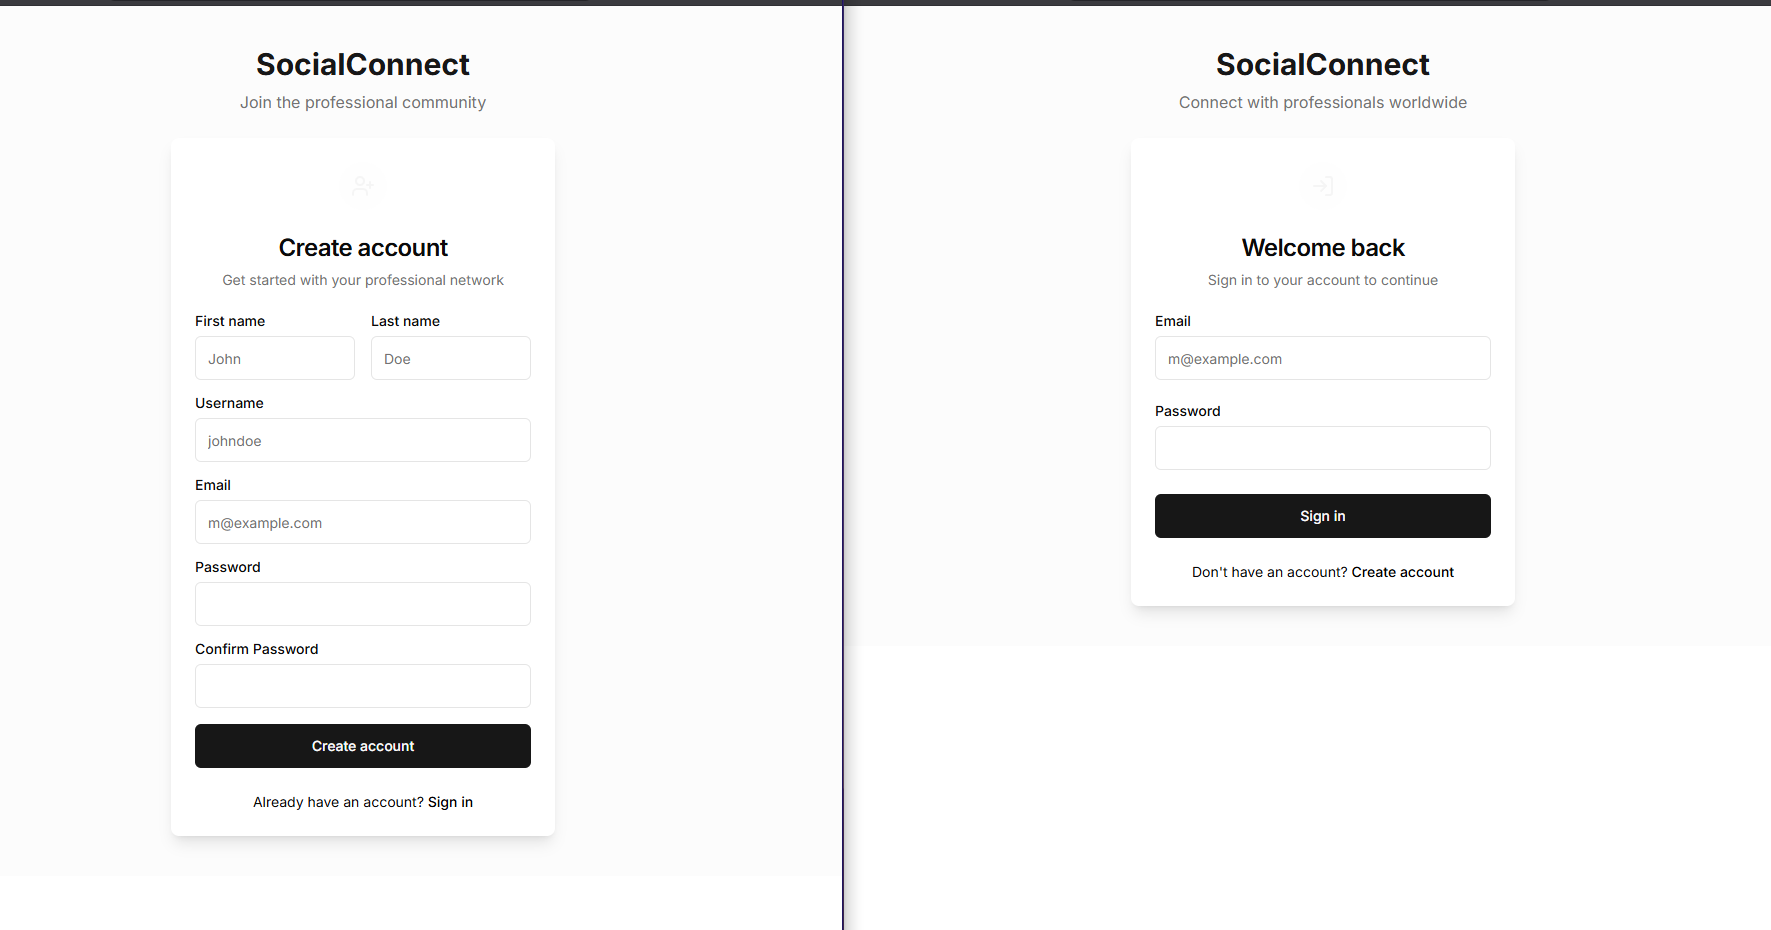 SocialConnect
Join the professional community
Create account
Get started with your professional network
First name Last name
John Doe
Username
johndoe
Email
m@example.com
Password
Confirm Password
Create account
Already have an account? Sign in
SocialConnect
Connect with professionals worldwide
Welcome back
Sign in to your account to continue
Email
m@example.com
Password
Sign in
Don't have an account? Create account